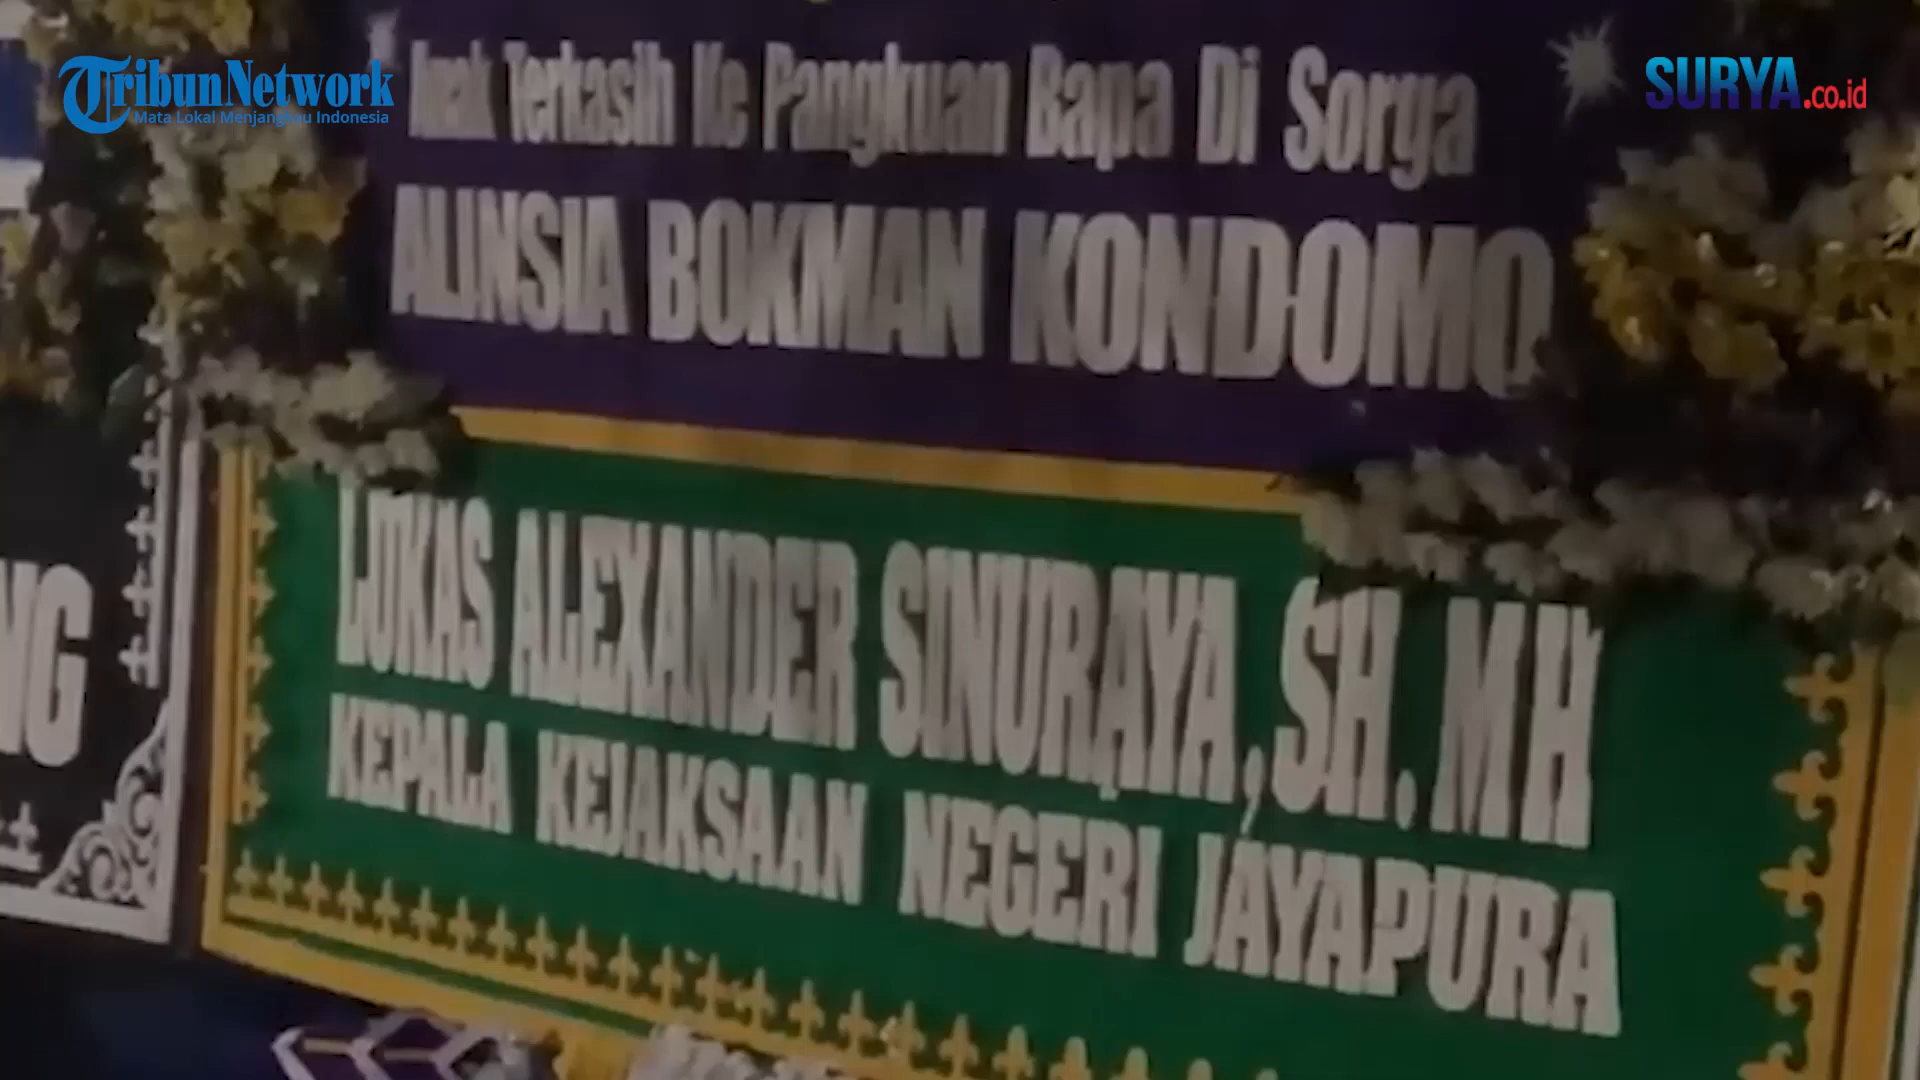 TribunNetwork
Mata Lokal Menjangkau Indonesia
SURYA.co.id
Anak Terkasih Ke Pangkuan Bapa Di Sorga
ALINSIA BOKMAN KONDOMO
LUKAS ALEXANDER SINURAYA, SH. MH
KEPALA KEJAKSAAN NEGERI JAYAPURA
NG